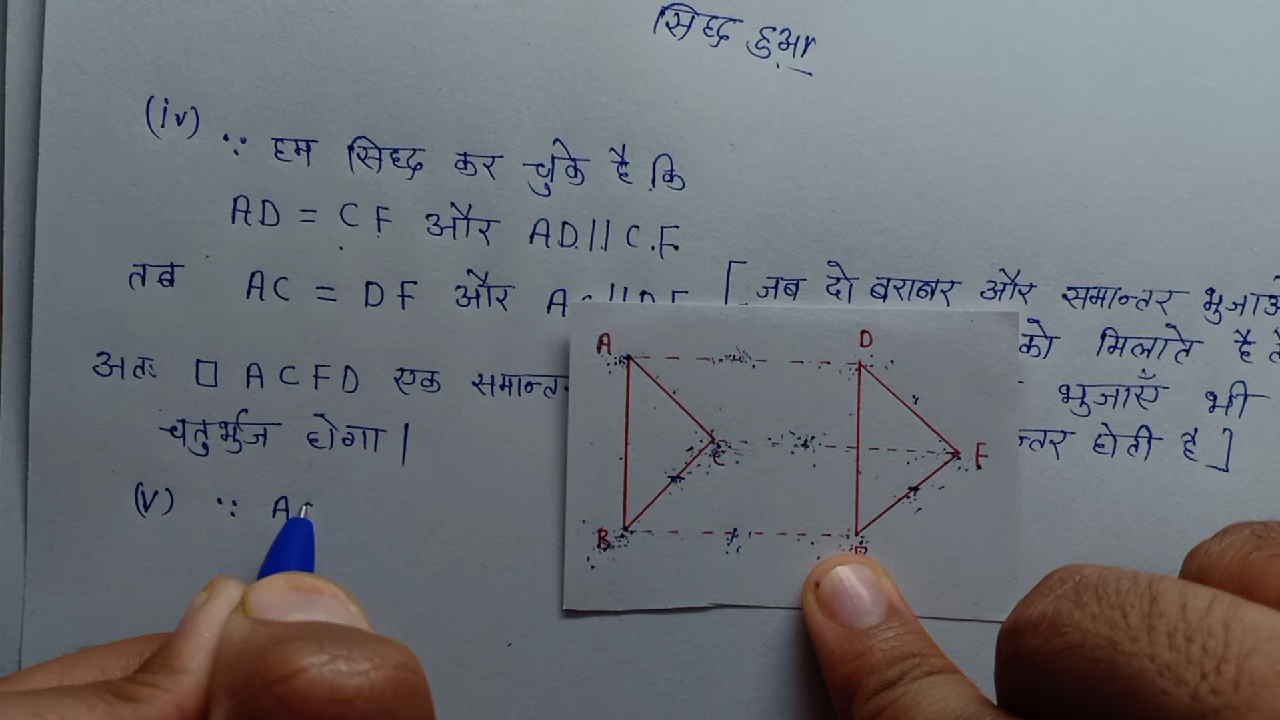 सिद्ध हुआ
(iv) ∵ हम सिध्द कर चुके है कि
AD = CF और AD || CF
तब AC = DF और [ जब दो बराबर और समान्तर
को मिलाते है
अतः □ ACFD एक भुजाएँ भी
चतुर्भुज होगा |
न्तर होती है ]
(v) ∵
A
D
C
F
B
E